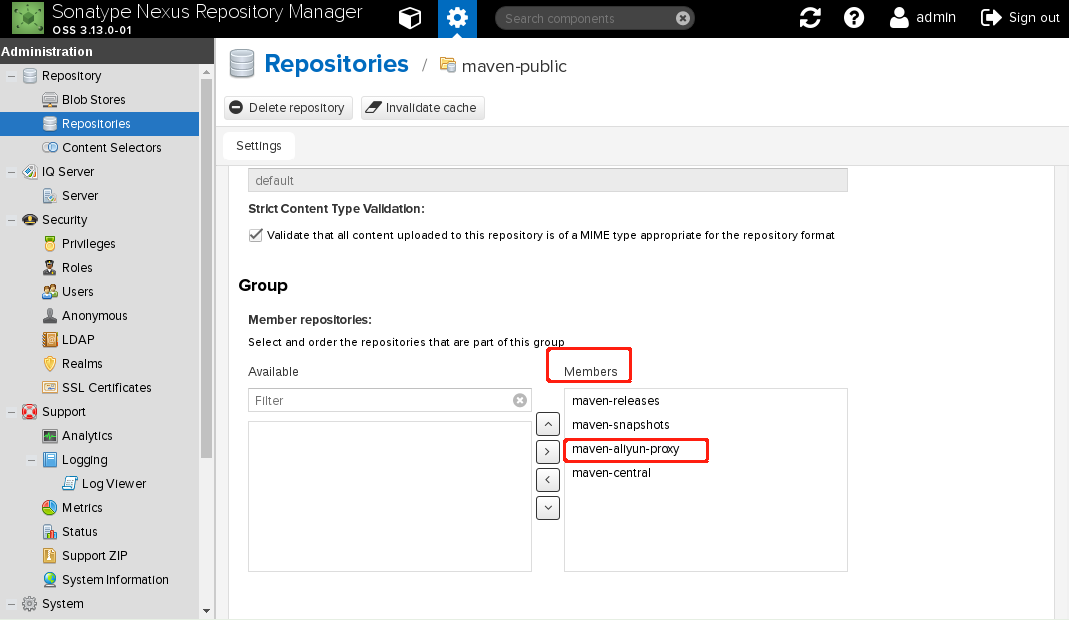 Sonatype Nexus Repository Manager
OSS 3.13.0-01
Search components
admin
Sign out
Administration
Repository
Blob Stores
Repositories
Content Selectors
IQ Server
Server
Security
Privileges
Roles
Users
Anonymous
LDAP
Realms
SSL Certificates
Support
Analytics
Logging
Log Viewer
Metrics
Status
Support ZIP
System Information
System
Repositories / maven-public
Delete repository
Invalidate cache
Settings
default
Strict Content Type Validation:
Validate that all content uploaded to this repository is of a MIME type appropriate for the repository format
Group
Member repositories:
Select and order the repositories that are part of this group
Available
Filter
Members
maven-releases
maven-snapshots
maven-aliyun-proxy
maven-central